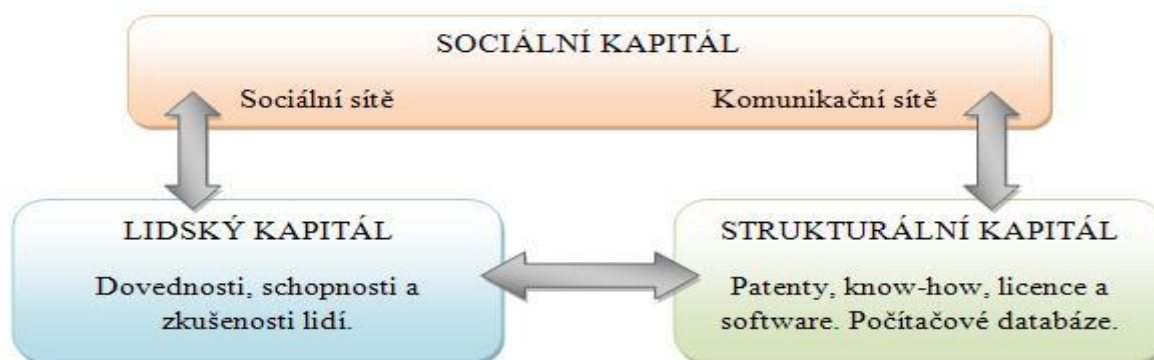 SOCIÁLNÍ KAPITÁL
Sociální sítě
Komunikační sítě
LIDSKÝ KAPITÁL
Dovednosti, schopnosti a
zkušenosti lidí.
STRUKTURÁLNÍ KAPITÁL
Patenty, know-how, licence a
software. Počítačové databáze.